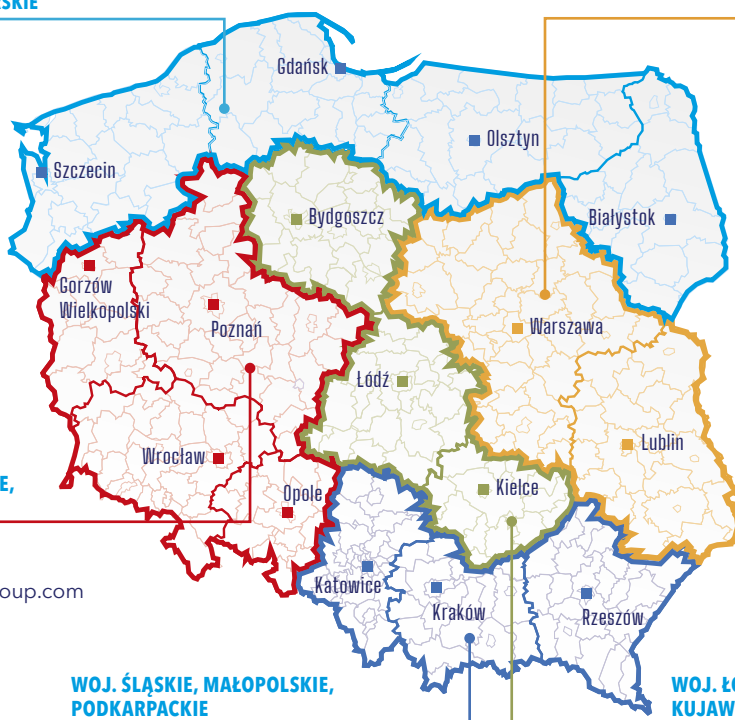 SKIE
Gdańsk
Olsztyn
Szczecin
Bydgoszcz
Białystok
Gorzów
Wielkopolski
Poznań
Warszawa
Łódź
Wrocław
Lublin
E,
Opole
Kielce
Katowice
oup.com
Kraków
Rzeszów
WOJ. ŚLĄSKIE, MAŁOPOLSKIE,
PODKARPACKIE
WOJ. ŁÓ
KUJAW